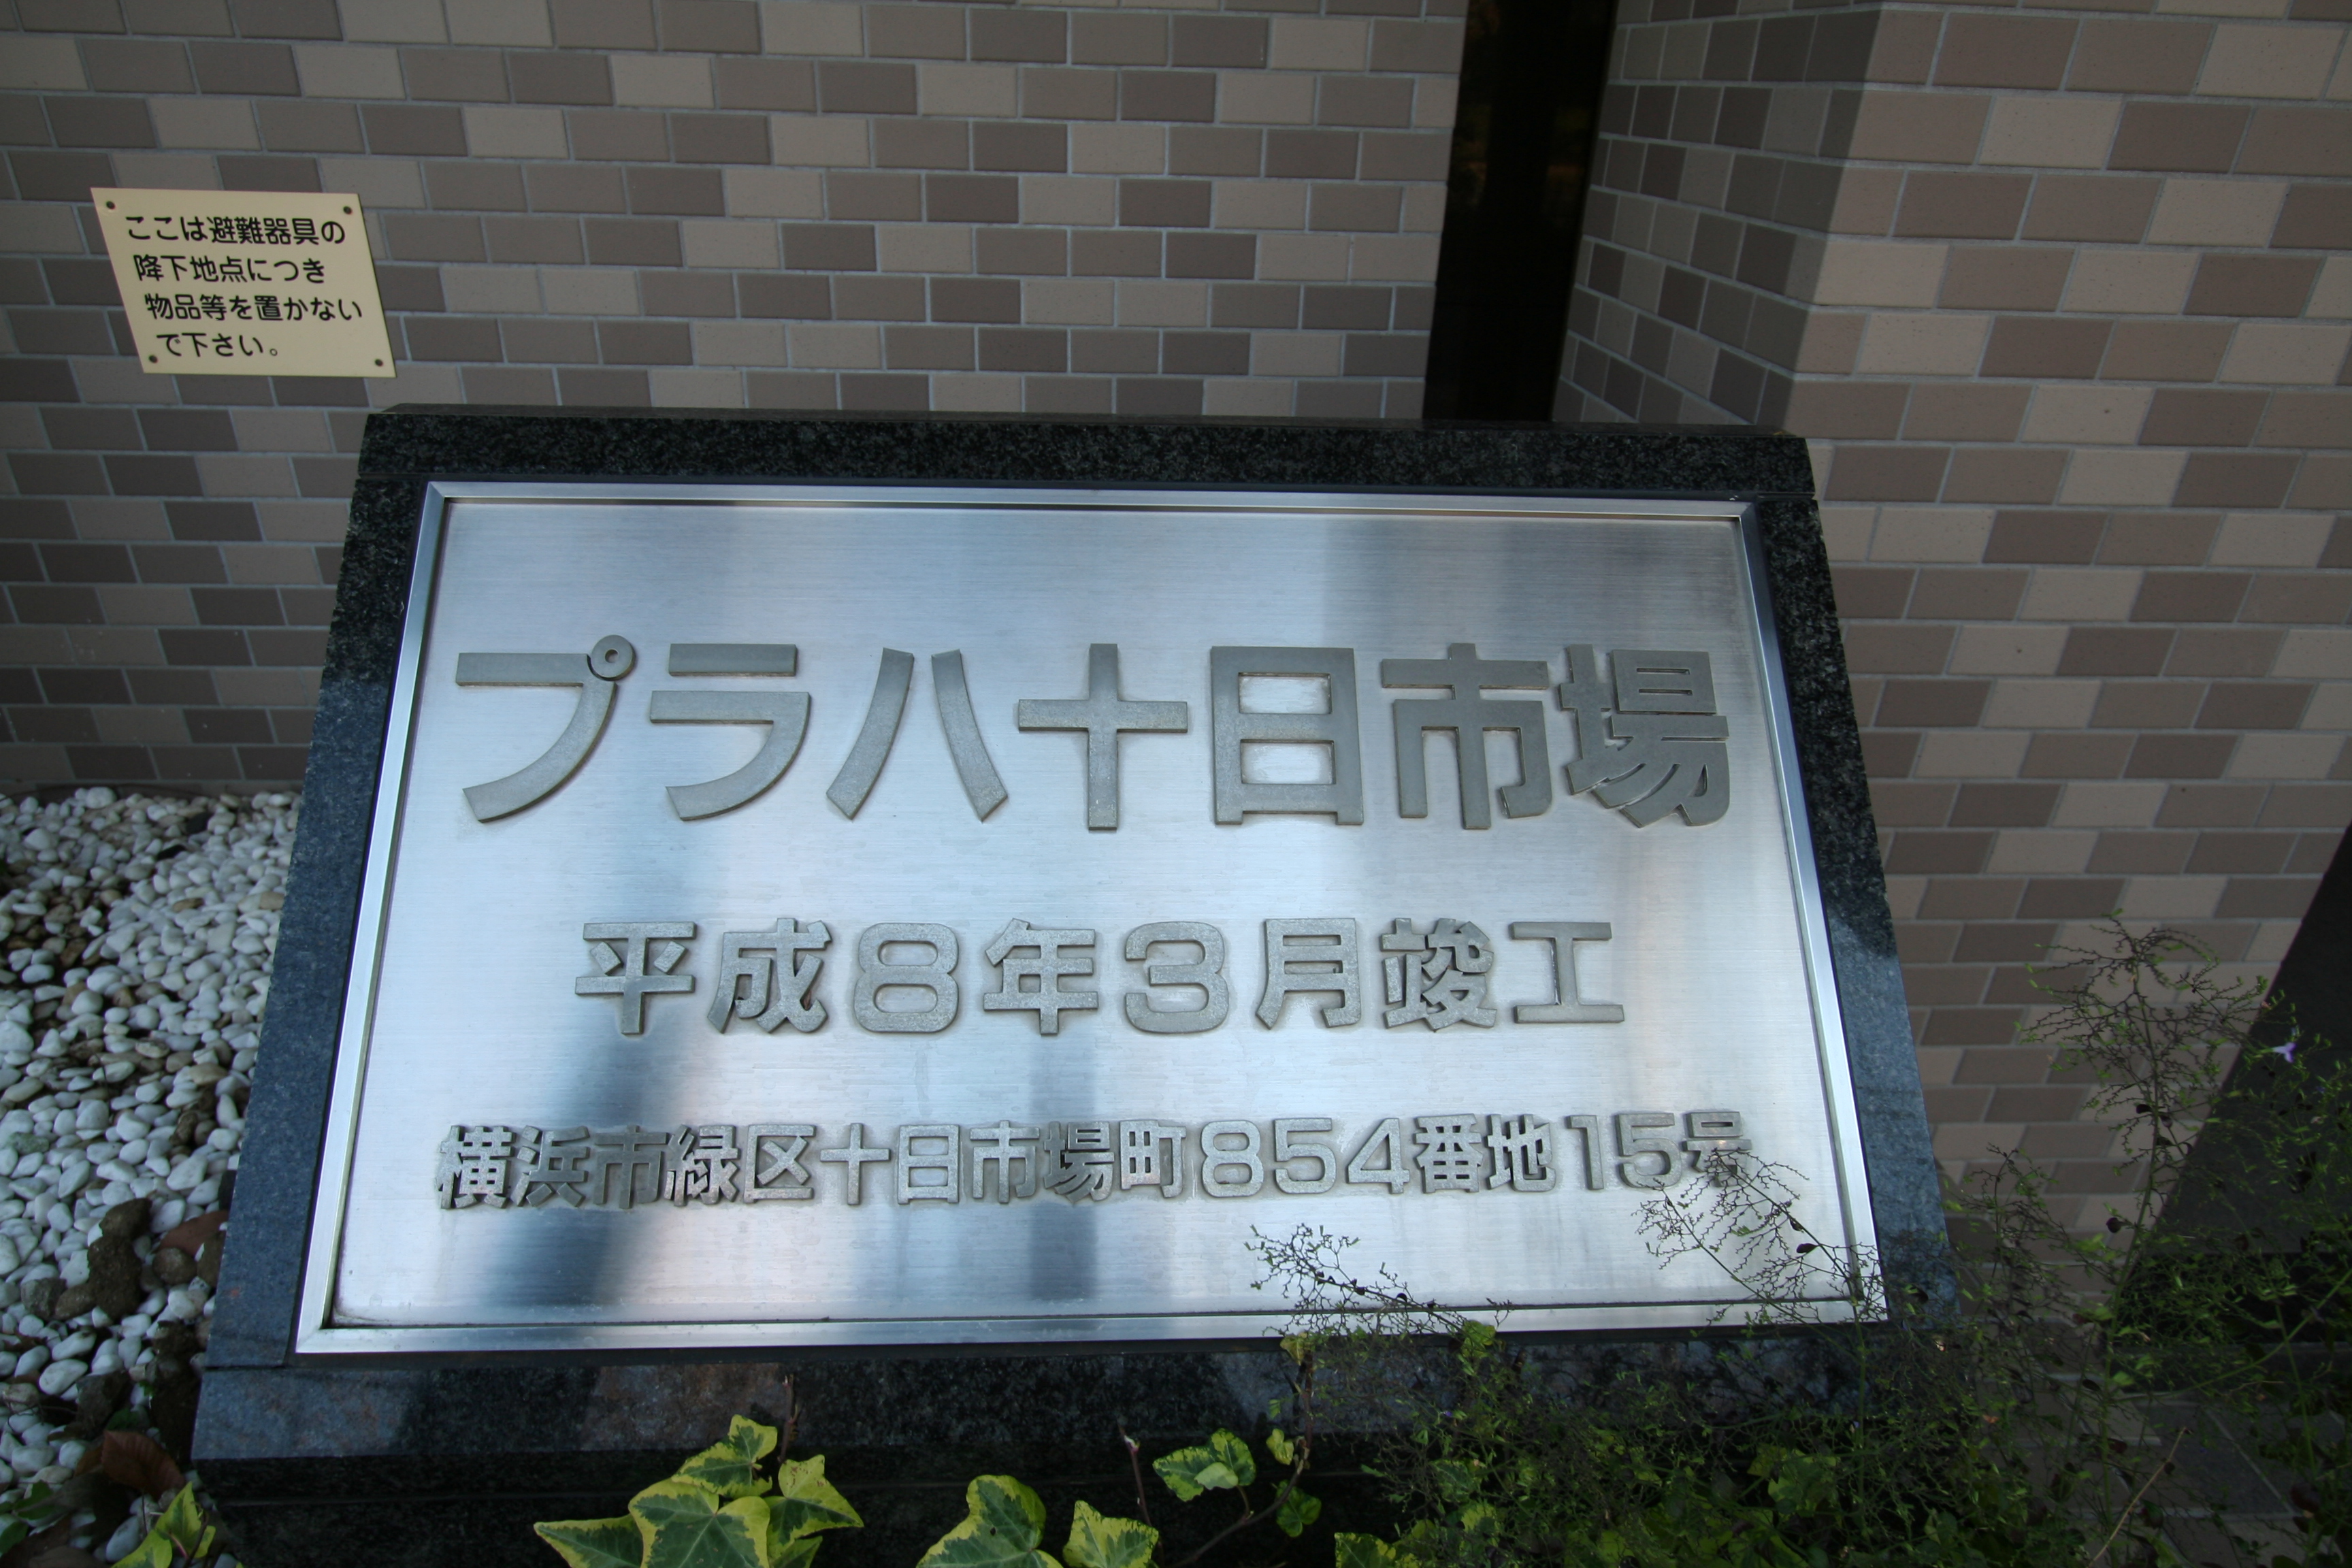 ここは避難器具の
降下地点につき
物品等を置かない
で下さい。
プラハ十日市場
平成8年3月竣工
横浜市緑区十日市場町854番地15号